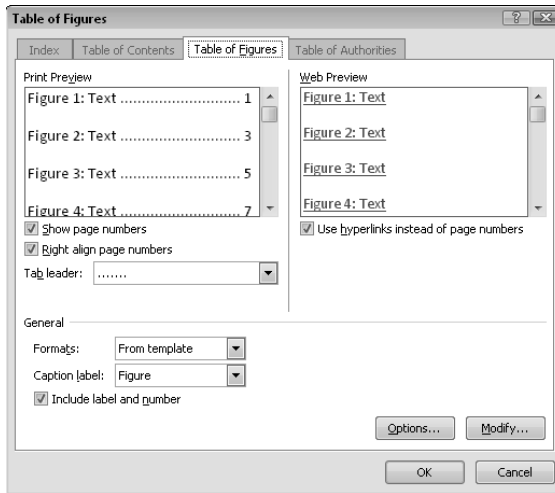 Table of Figures
Index Table of Contents Table of Figures Table of Authorities
Print Preview
Figure 1: Text ............................ 1
Figure 2: Text ............................ 3
Figure 3: Text ............................ 5
Figure 4: Text ............................ 7
Show page numbers
Right align page numbers
Tab leader: .......
Web Preview
Figure 1: Text
Figure 2: Text
Figure 3: Text
Figure 4: Text
Use hyperlinks instead of page numbers
General
Formats: From template
Caption label: Figure
Include label and number
Options... Modify...
OK Cancel